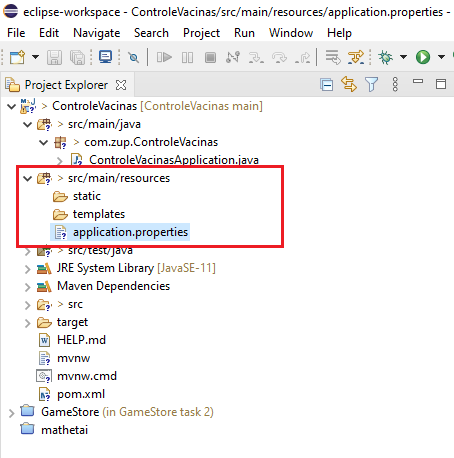 eclipse-workspace - ControleVacinas/src/main/resources/application.properties -
File Edit Navigate Search Project Run Design Window Help
Project Explorer
> ControleVacinas [ControleVacinas main]
> src/main/java
> com.zup.ControleVacinas
> ControleVacinasApplication.java
> src/main/resources
static
templates
application.properties
> src/test/java
JRE System Library [JavaSE-11]
Maven Dependencies
> src
target
HELP.md
mvnw
mvnw.cmd
pom.xml
GameStore (in GameStore task 2)
mathetai